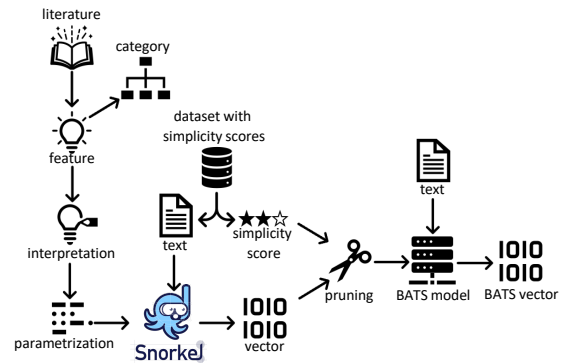 literature
category
feature
dataset with
simplicity scores
text
interpretation
text
simplicity
score
1010
1010
pruning
BATS model
BATS vector
parametrization
Snorkel
1010
1010
vector